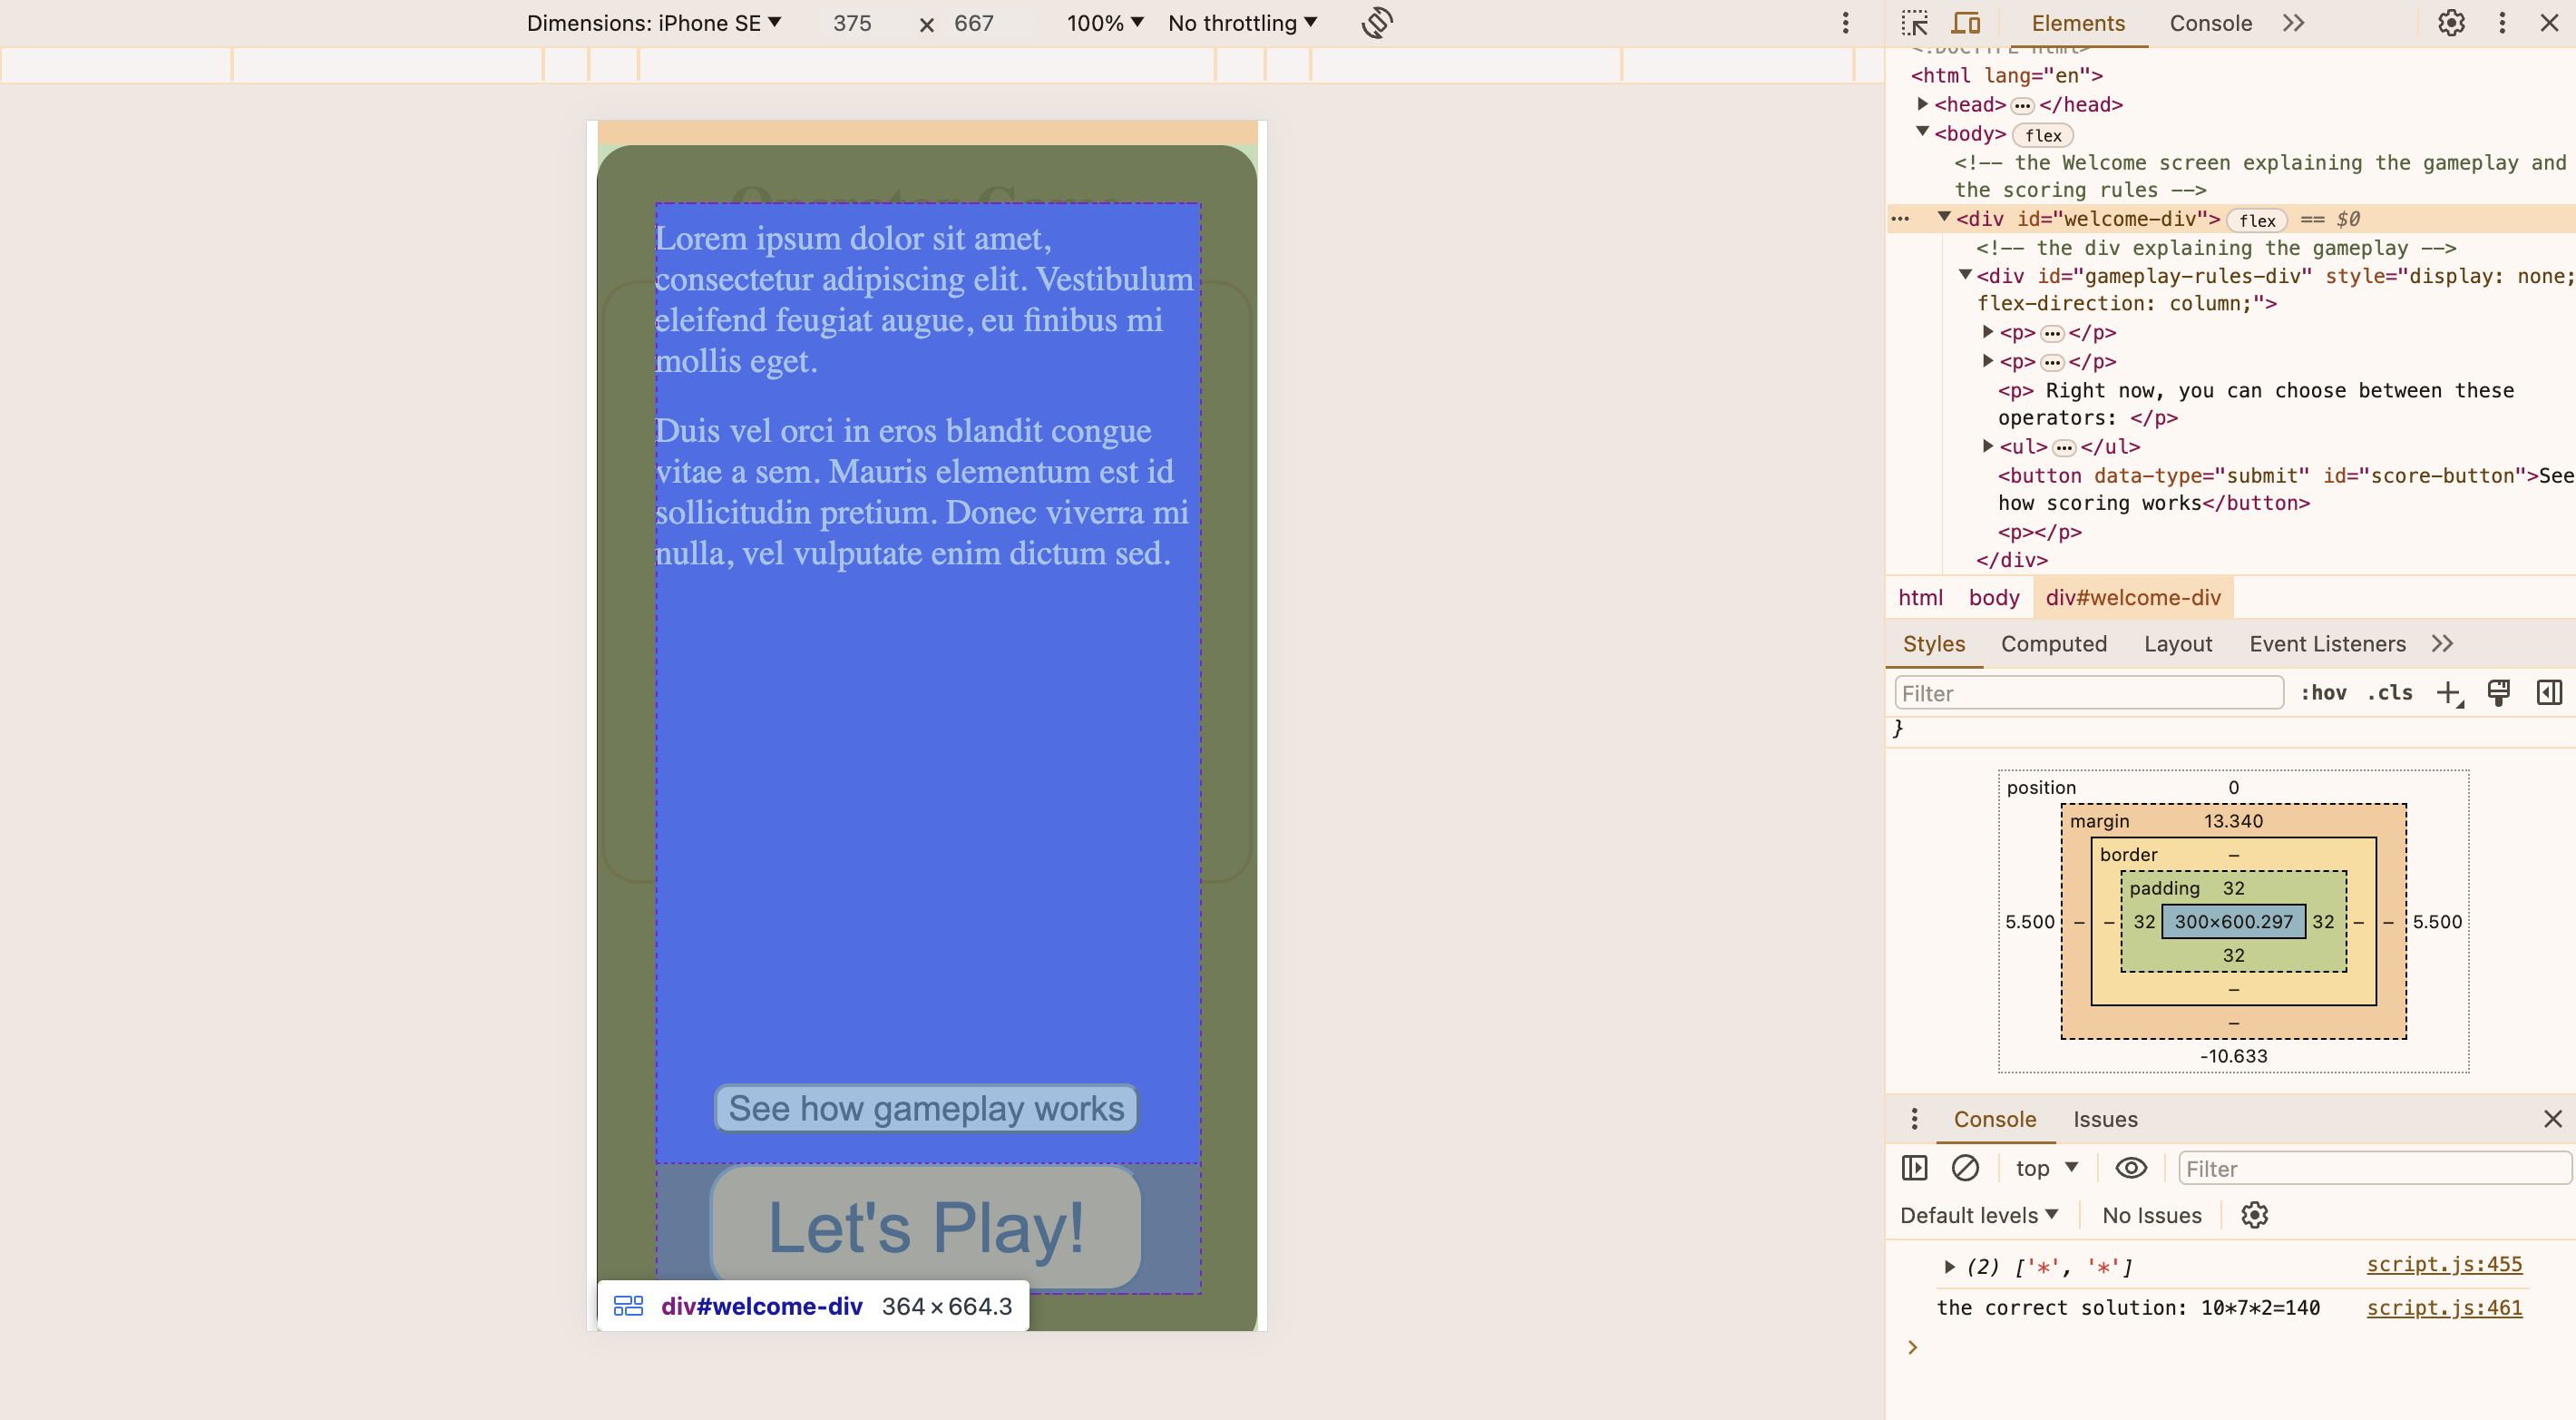 Dimensions: iPhone SE ▼ 375 × 667 100% ▼ No throttling ▼
Operator Game
Lorem ipsum dolor sit amet,
consectetur adipiscing elit. Vestibulum
eleifend feugiat augue, eu finibus mi
mollis eget.
Duis vel orci in eros blandit congue
vitae a sem. Mauris elementum est id
sollicitudin pretium. Donec viverra mi
nulla, vel vulputate enim dictum sed.
See how gameplay works
Let's Play!
div#welcome-div 364 × 664.3
Elements Console
<!DOCTYPE html>
<html lang="en">
<head> ••• </head>
<body> flex
<!-- the Welcome screen explaining the gameplay and
the scoring rules -->
••• <div id="welcome-div"> flex == $0
<!-- the div explaining the gameplay -->
<div id="gameplay-rules-div" style="display: none;
flex-direction: column;">
<p> ••• </p>
<p> ••• </p>
<p> Right now, you can choose between these
operators: </p>
<ul> ••• </ul>
<button data-type="submit" id="score-button">See
how scoring works</button>
<p></p>
</div>
html body div#welcome-div
Styles Computed Layout Event Listeners
Filter :hov .cls
}
position 0
margin 13.340
border –
padding 32
5.500 – – 32 300×600.297 32 – – 5.500
32
–
–
-10.633
Console Issues
top ▼ Filter
Default levels ▼ No Issues
(2) ['*', '*'] script.js:455
the correct solution: 10*7*2=140 script.js:461